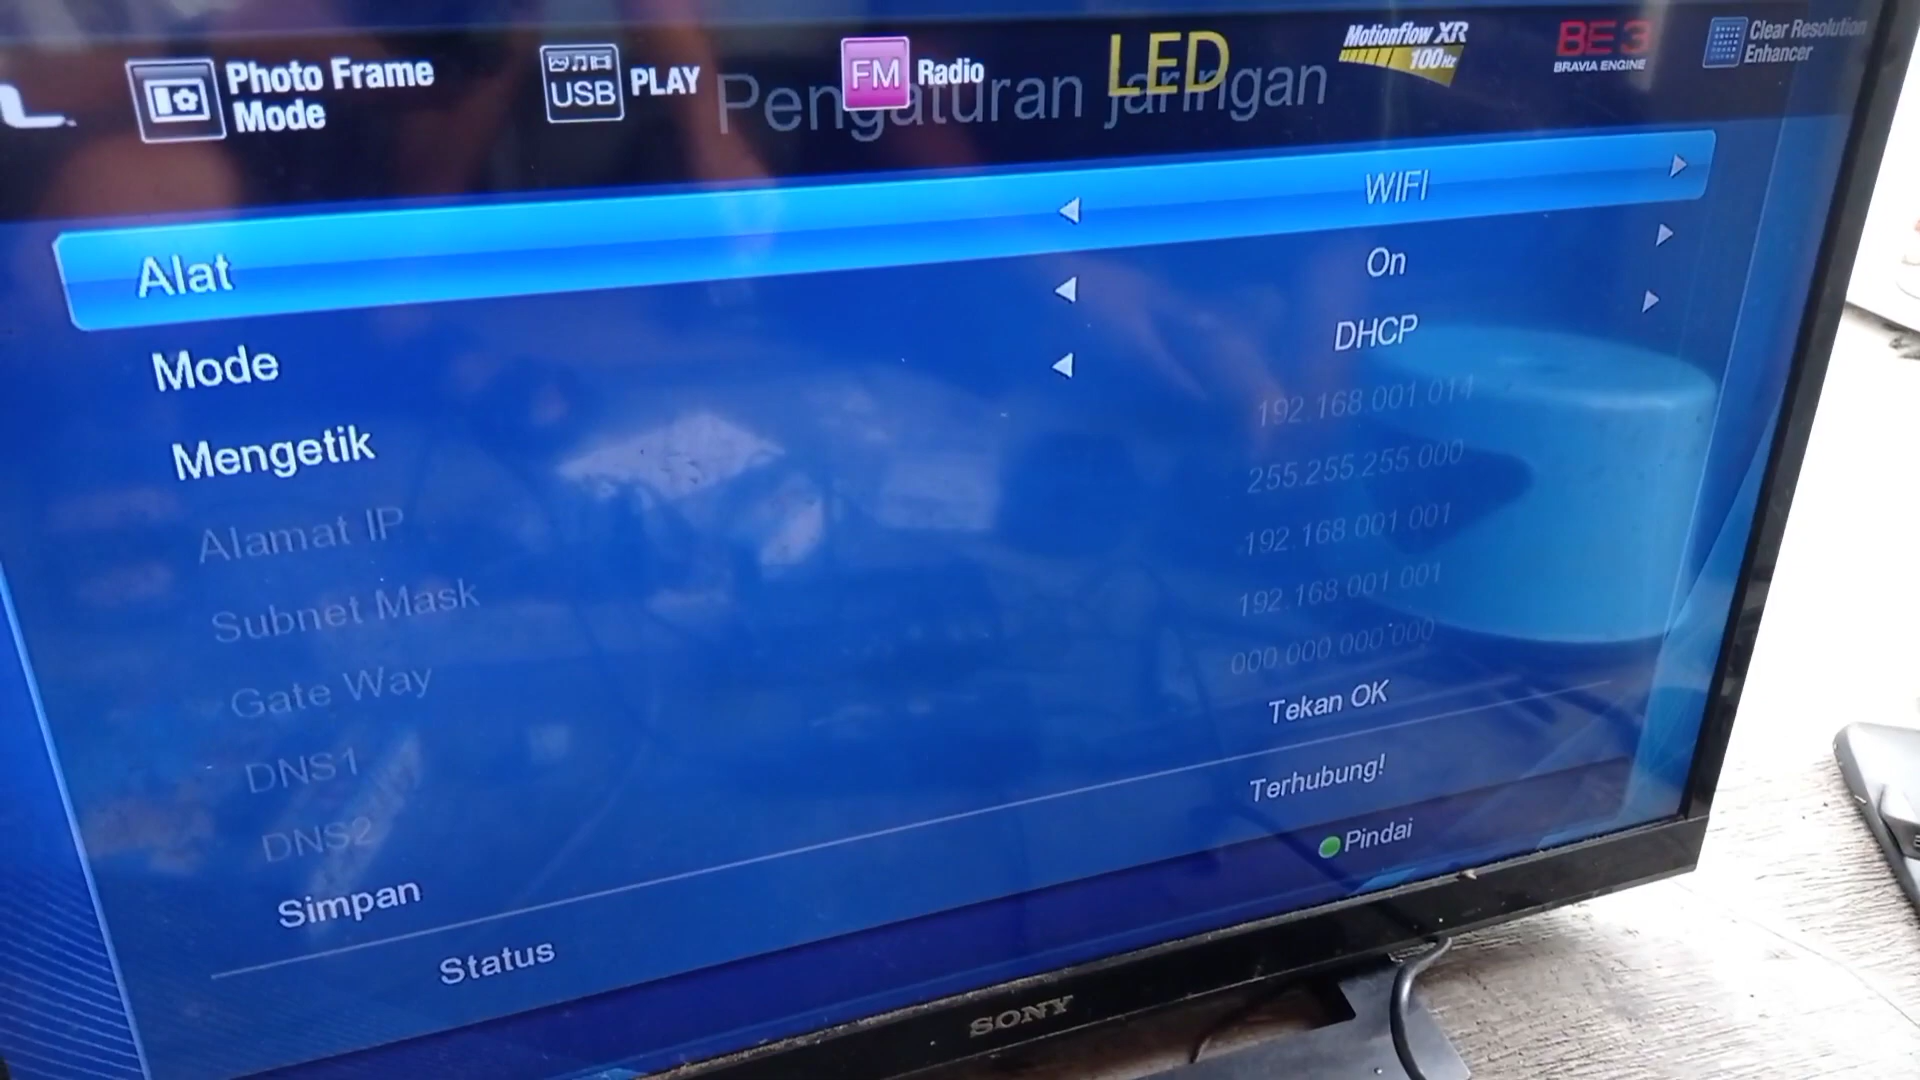 L.
Photo Frame
Mode
USB PLAY
FM Radio
LED
Motionflow XR
100Hz
BE 3
BRAVIA ENGINE
Clear Resolution
Enhancer
Pengaturan jaringan
Alat WIFI
Mode On
Mengetik DHCP
Alamat IP 192.168.001.014
Subnet Mask 255.255.255.000
Gate Way 192.168.001.001
DNS1 192.168.001.001
DNS2 000.000.000.000
Simpan Tekan OK
Status Terhubung!
Pindai
SONY